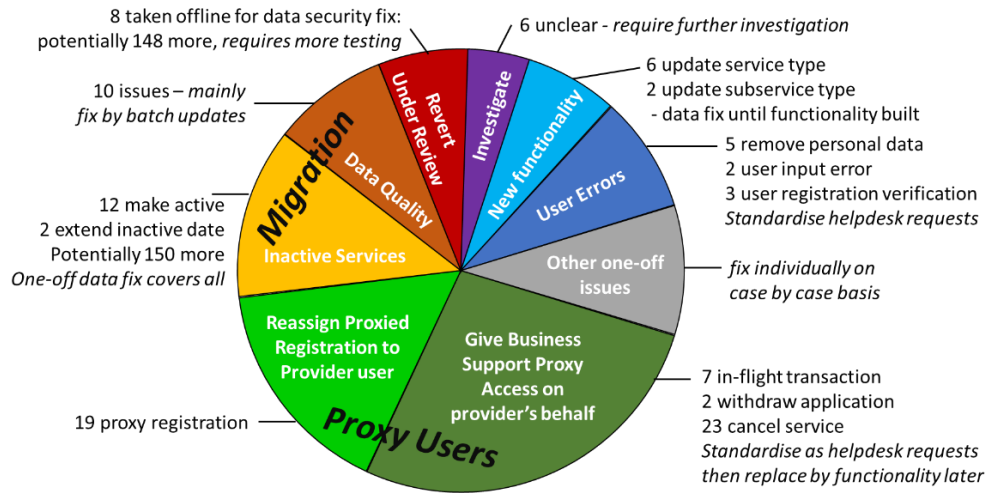 8 taken offline for data security fix:
potentially 148 more, requires more testing
6 unclear - require further investigation
6 update service type
2 update subservice type
- data fix until functionality built
10 issues – mainly
fix by batch updates
5 remove personal data
2 user input error
3 user registration verification
Standardise helpdesk requests
12 make active
2 extend inactive date
Potentially 150 more
One-off data fix covers all
fix individually on
case by case basis
7 in-flight transaction
2 withdraw application
23 cancel service
Standardise as helpdesk requests
then replace by functionality later
19 proxy registration
Revert
Under Review
Investigate
New functionality
User Errors
Other one-off
issues
Give Business
Support Proxy
Access on
provider's behalf
Reassign Proxied
Registration to
Provider user
Inactive Services
Data Quality
Migration
Proxy Users